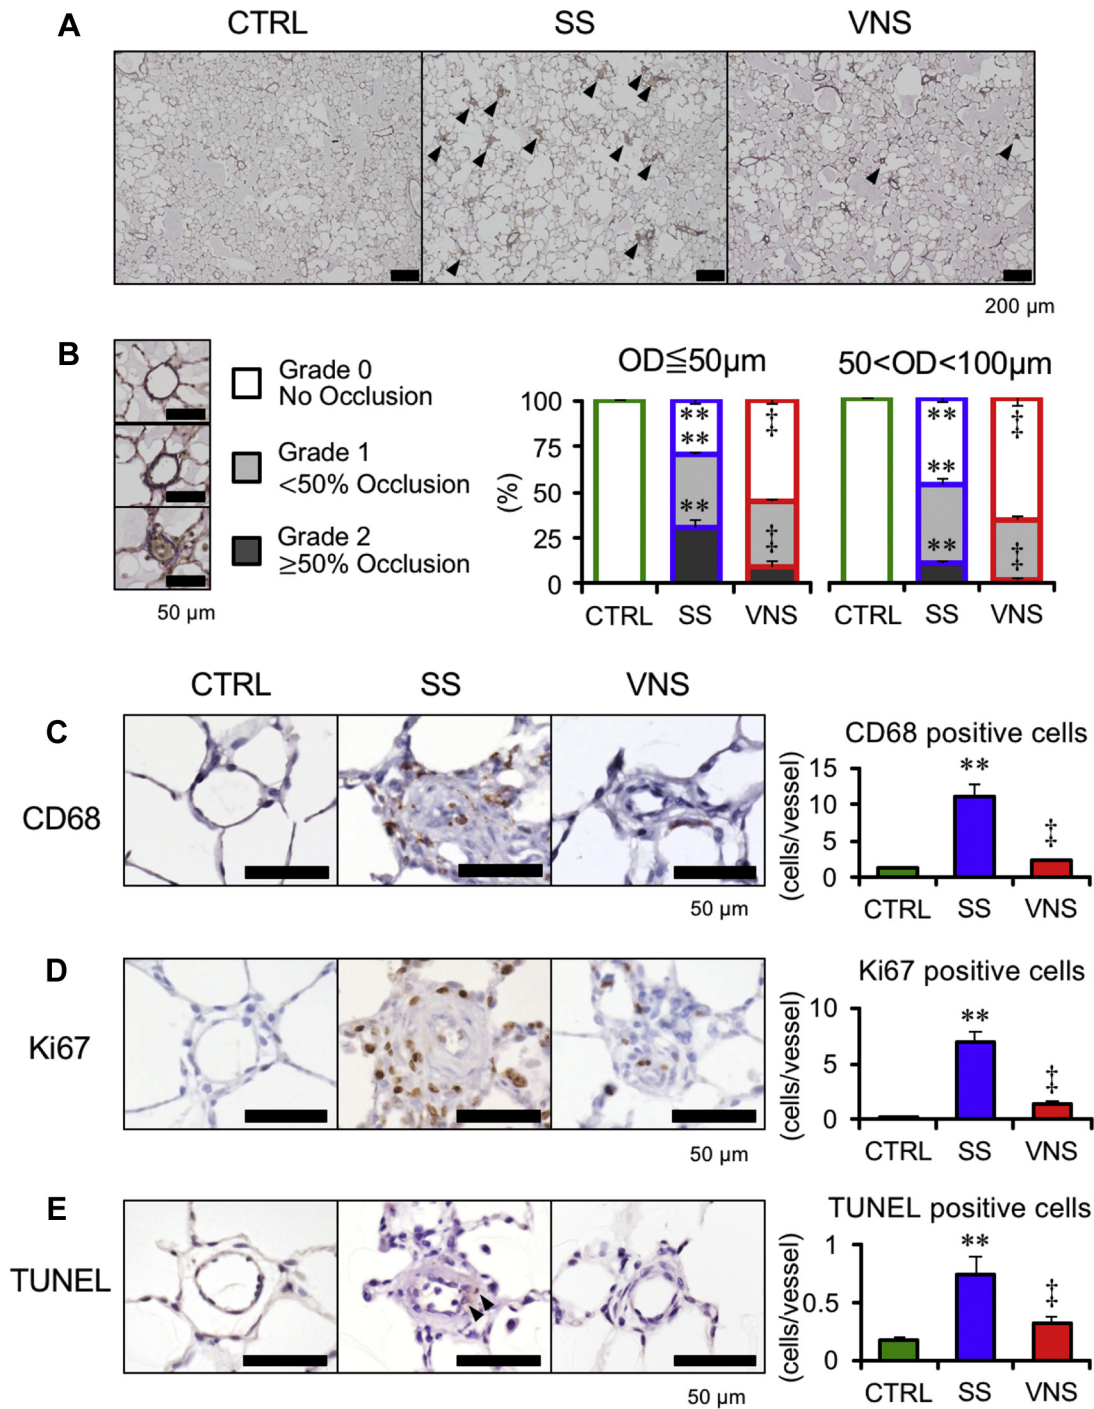 A
CTRL SS VNS
200 μm
B
Grade 0
No Occlusion
Grade 1
<50% Occlusion
Grade 2
≥50% Occlusion
50 μm
OD≦50μm
50<OD<100μm
(%)
100
75
50
25
0
** ** ** ‡ ‡
** ** ** ‡ ‡
CTRL SS VNS
CTRL SS VNS
CTRL SS VNS
C
CD68
50 μm
CD68 positive cells
(cells/vessel)
15
10
5
0
** ‡
CTRL SS VNS
D
Ki67
50 μm
Ki67 positive cells
(cells/vessel)
10
5
0
** ‡
CTRL SS VNS
E
TUNEL
50 μm
TUNEL positive cells
(cells/vessel)
1
0.5
0
** ‡
CTRL SS VNS